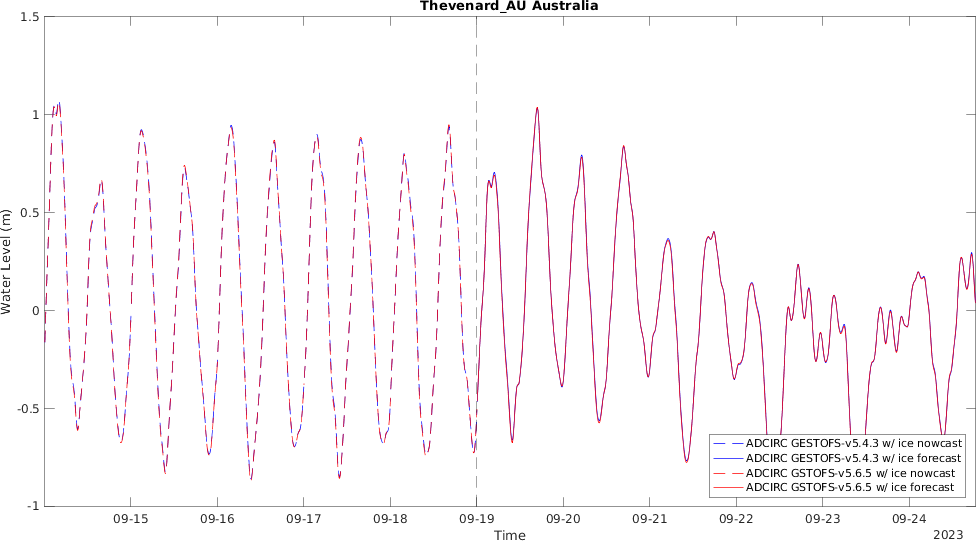 Thevenard_AU Australia
1.5
1
0.5
0
-0.5
-1
Water Level (m)
09-15 09-16 09-17 09-18 09-19 09-20 09-21 09-22 09-23 09-24
Time
2023
ADCIRC GESTOFS-v5.4.3 w/ ice nowcast
ADCIRC GESTOFS-v5.4.3 w/ ice forecast
ADCIRC GSTOFS-v5.6.5 w/ ice nowcast
ADCIRC GSTOFS-v5.6.5 w/ ice forecast